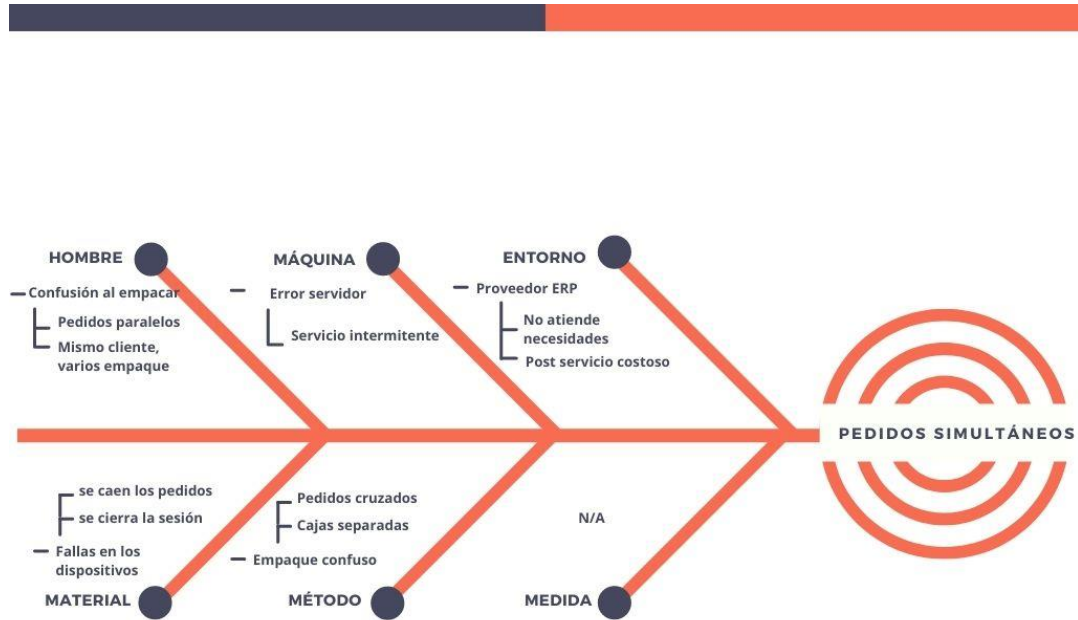 HOMBRE
Confusión al empacar
Pedidos paralelos
Mismo cliente,
varios empaque
MÁQUINA
Error servidor
Servicio intermitente
ENTORNO
Proveedor ERP
No atiende
necesidades
Post servicio costoso
PEDIDOS SIMULTÁNEOS
se caen los pedidos
se cierra la sesión
Fallas en los
dispositivos
MATERIAL
Pedidos cruzados
Cajas separadas
Empaque confuso
MÉTODO
N/A
MEDIDA